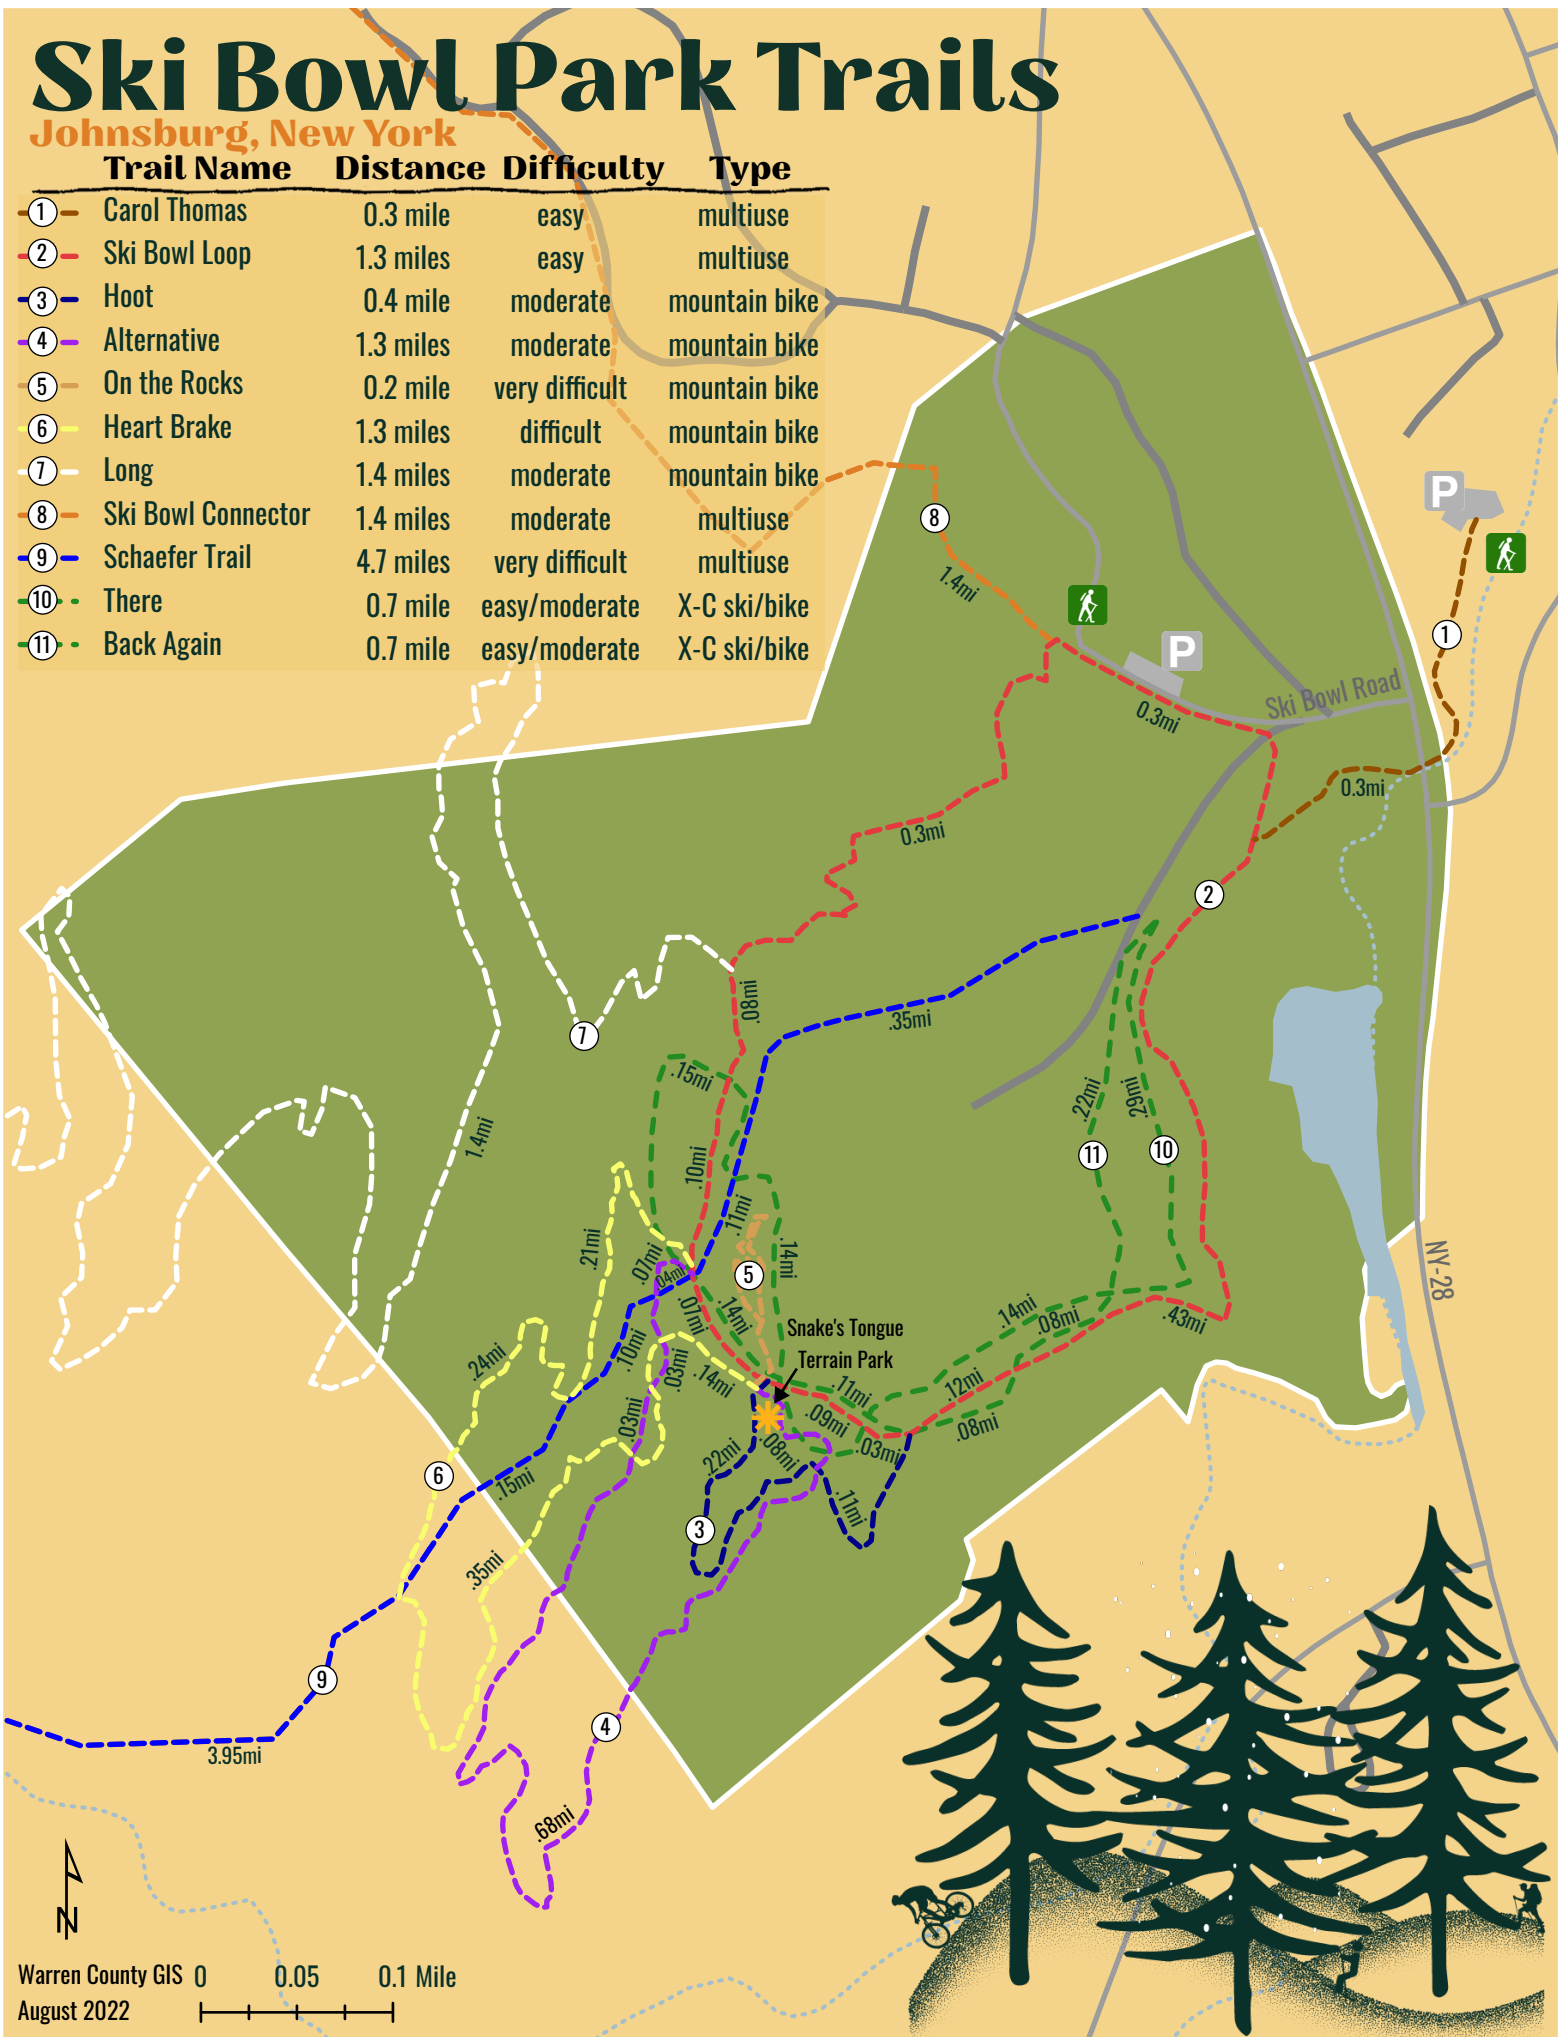 Ski Bowl Park Trails
Johnsburg, New York
Trail Name Distance Difficulty Type
1 Carol Thomas 0.3 mile easy multiuse
2 Ski Bowl Loop 1.3 miles easy multiuse
3 Hoot 0.4 mile moderate mountain bike
4 Alternative 1.3 miles moderate mountain bike
5 On the Rocks 0.2 mile very difficult mountain bike
6 Heart Brake 1.3 miles difficult mountain bike
7 Long 1.4 miles moderate mountain bike
8 Ski Bowl Connector 1.4 miles moderate multiuse
9 Schaefer Trail 4.7 miles very difficult multiuse
10 There 0.7 mile easy/moderate X-C ski/bike
11 Back Again 0.7 mile easy/moderate X-C ski/bike
P
8
1.4mi
1
P
Ski Bowl Road
0.3mi
0.3mi
0.3mi
2
.08mi
.35mi
7
.15mi
.22mi
.29mi
1.4mi
.10mi
11
10
.11mi
.21mi
.07mi
.14mi
.04mi
5
NY-28
.07mi
.14mi
.14mi
.08mi
.43mi
Snake's Tongue
Terrain Park
.10mi
.24mi
.03mi
.14mi
.11mi
.12mi
.03mi
.09mi
.08mi
.22mi
.08mi
.03mi
6
.15mi
.11mi
3
.35mi
9
4
3.95mi
.68mi
N
Warren County GIS 0 0.05 0.1 Mile
August 2022